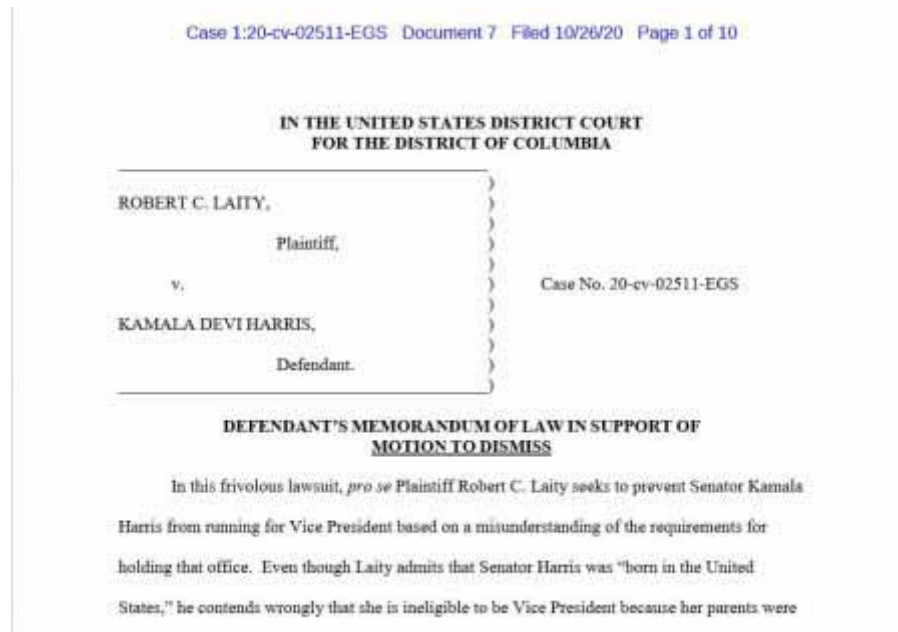 Case 1:20-cv-02511-EGS Document 7 Filed 10/26/20 Page 1 of 10
IN THE UNITED STATES DISTRICT COURT
FOR THE DISTRICT OF COLUMBIA
ROBERT C. LAITY,
Plaintiff,
v.
Case No. 20-cv-02511-EGS
KAMALA DEVI HARRIS,
Defendant.
DEFENDANT'S MEMORANDUM OF LAW IN SUPPORT OF
MOTION TO DISMISS
In this frivolous lawsuit, pro se Plaintiff Robert C. Laity seeks to prevent Senator Kamala
Harris from running for Vice President based on a misunderstanding of the requirements for
holding that office. Even though Laity admits that Senator Harris was "born in the United
States," he contends wrongly that she is ineligible to be Vice President because her parents were